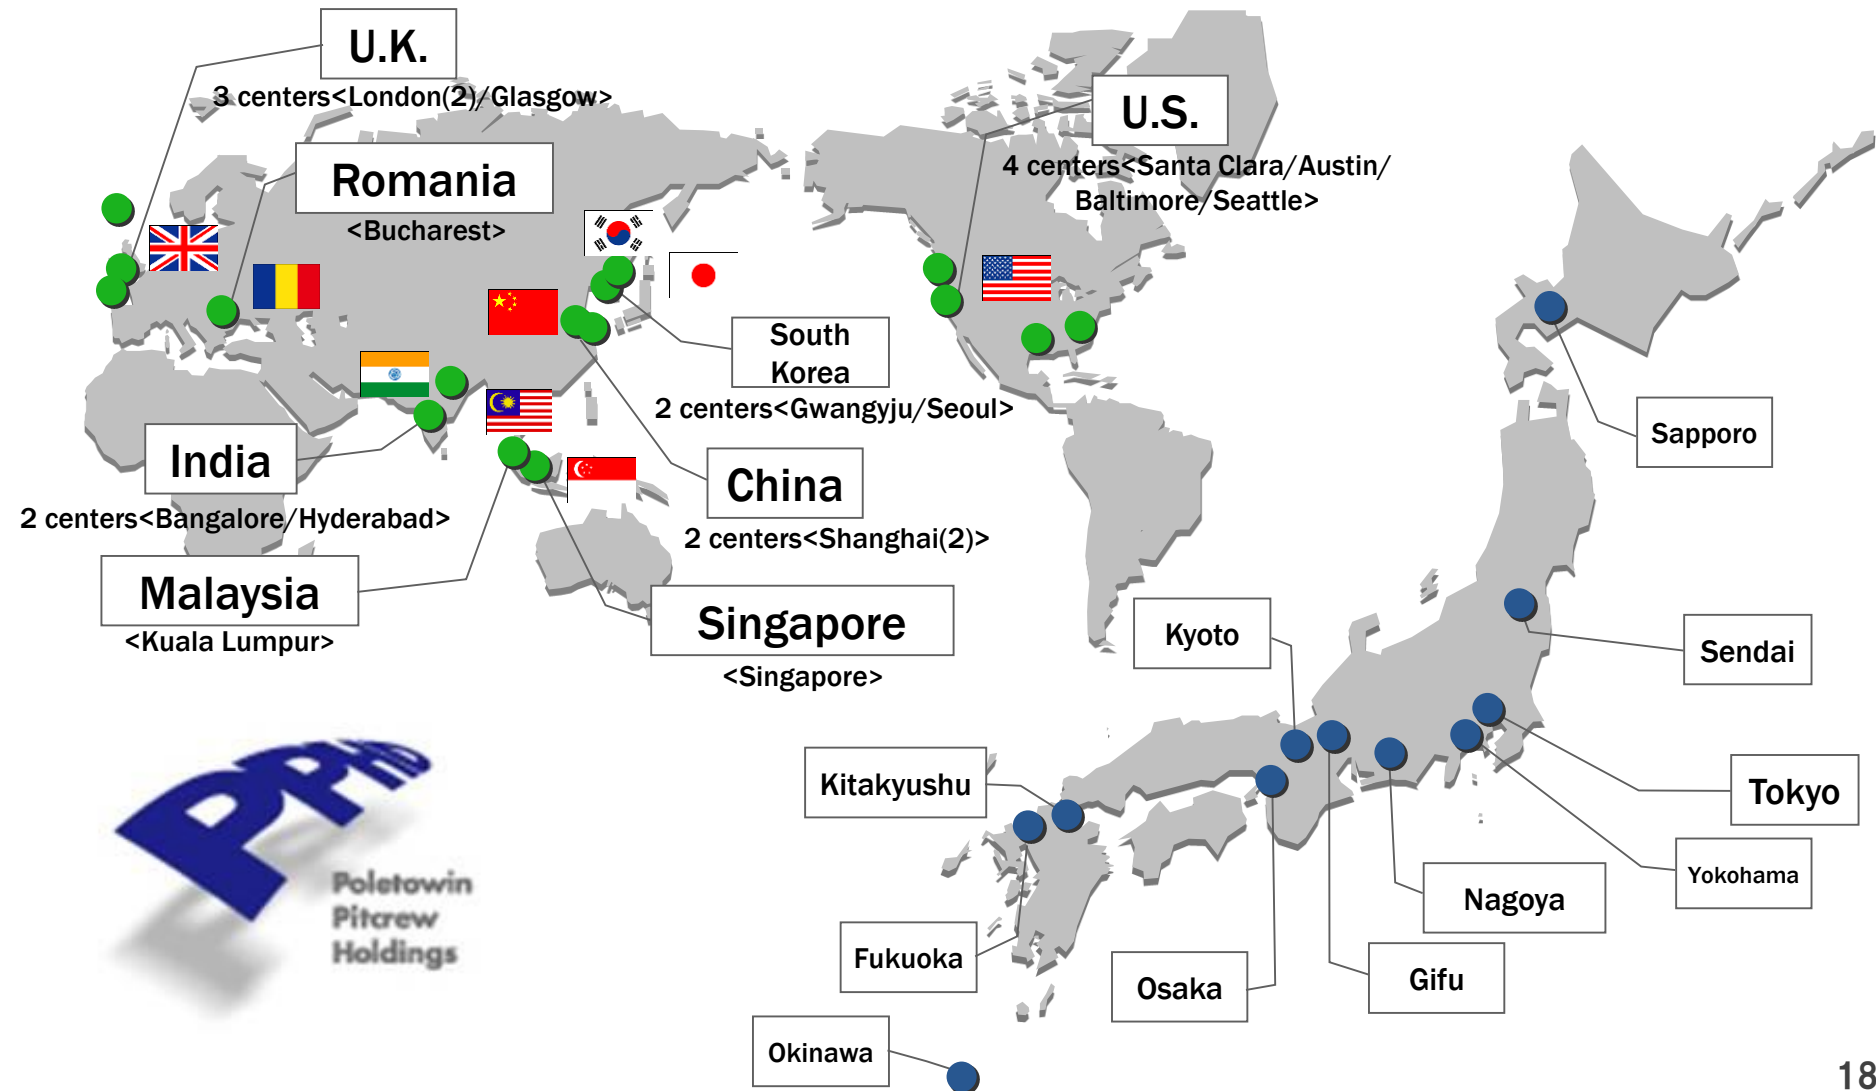 U.K.
3 centers<London(2)/Glasgow>
U.S.
4 centers<Santa Clara/Austin/
Baltimore/Seattle>
Romania
<Bucharest>
South
Korea
2 centers<Gwangyju/Seoul>
India
2 centers<Bangalore/Hyderabad>
China
2 centers<Shanghai(2)>
Malaysia
<Kuala Lumpur>
Singapore
<Singapore>
Sapporo
Sendai
Kyoto
Kitakyushu
Tokyo
Yokohama
Nagoya
Fukuoka
Osaka
Gifu
Okinawa
PPHD
Poletowin
Pitcrew
Holdings
18